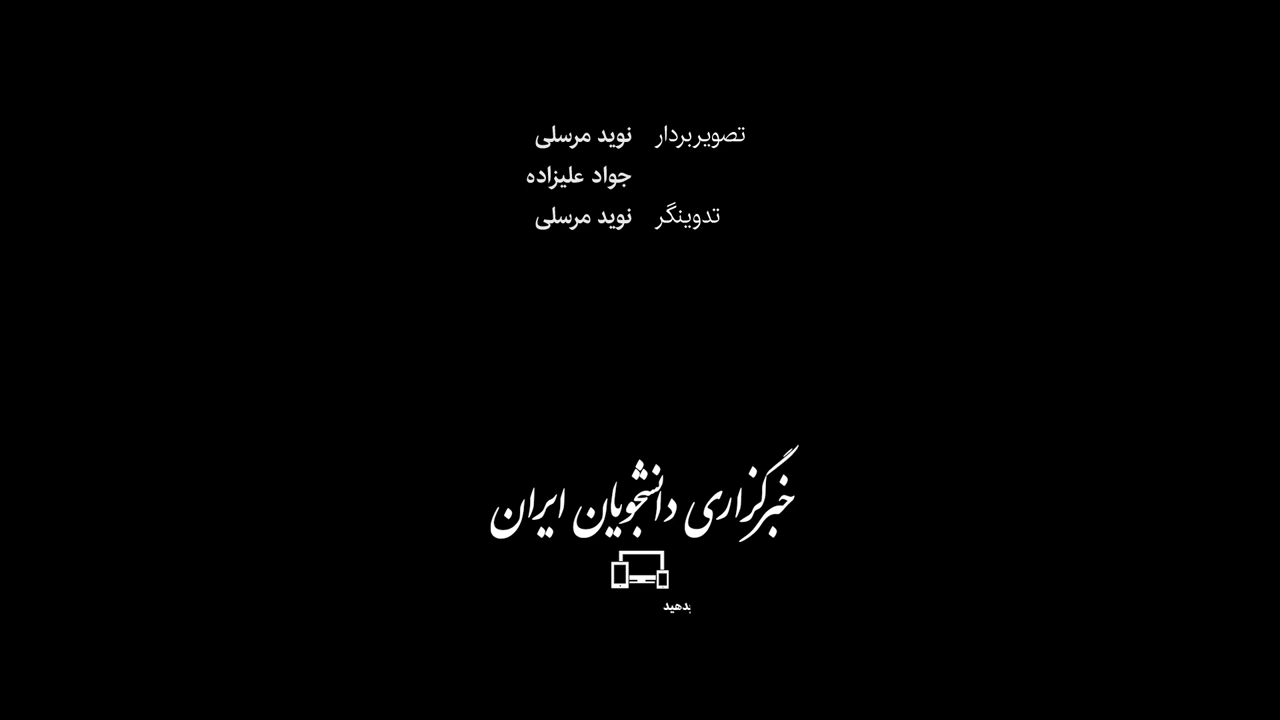 تصویربردار نوید مرسلی
جواد علیزاده
تدوینگر نوید مرسلی
خبرگزاری دانشجویان ایران
بدهید